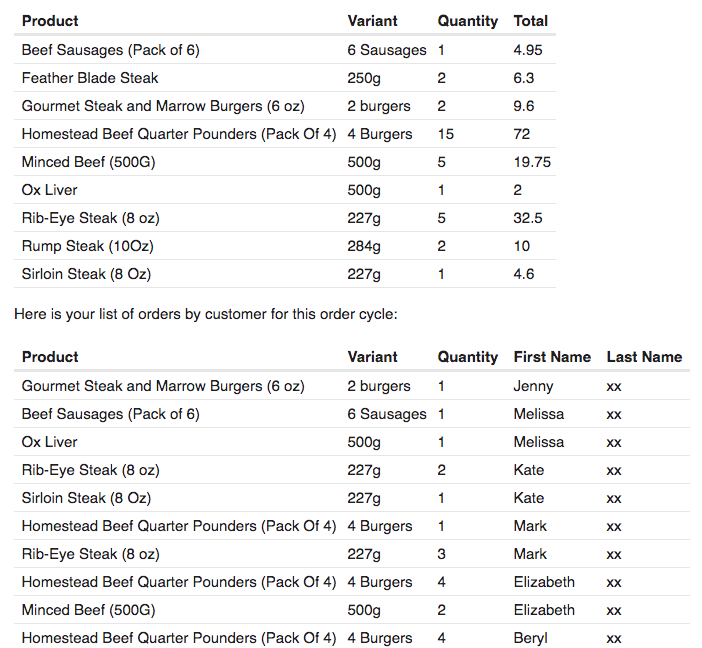 Product Variant Quantity Total
Beef Sausages (Pack of 6) 6 Sausages 1 4.95
Feather Blade Steak 250g 2 6.3
Gourmet Steak and Marrow Burgers (6 oz) 2 burgers 2 9.6
Homestead Beef Quarter Pounders (Pack Of 4) 4 Burgers 15 72
Minced Beef (500G) 500g 5 19.75
Ox Liver 500g 1 2
Rib-Eye Steak (8 oz) 227g 5 32.5
Rump Steak (10Oz) 284g 2 10
Sirloin Steak (8 Oz) 227g 1 4.6
Here is your list of orders by customer for this order cycle:
Product Variant Quantity First Name Last Name
Gourmet Steak and Marrow Burgers (6 oz) 2 burgers 1 Jenny xx
Beef Sausages (Pack of 6) 6 Sausages 1 Melissa xx
Ox Liver 500g 1 Melissa xx
Rib-Eye Steak (8 oz) 227g 2 Kate xx
Sirloin Steak (8 Oz) 227g 1 Kate xx
Homestead Beef Quarter Pounders (Pack Of 4) 4 Burgers 1 Mark xx
Rib-Eye Steak (8 oz) 227g 3 Mark xx
Homestead Beef Quarter Pounders (Pack Of 4) 4 Burgers 4 Elizabeth xx
Minced Beef (500G) 500g 2 Elizabeth xx
Homestead Beef Quarter Pounders (Pack Of 4) 4 Burgers 4 Beryl xx